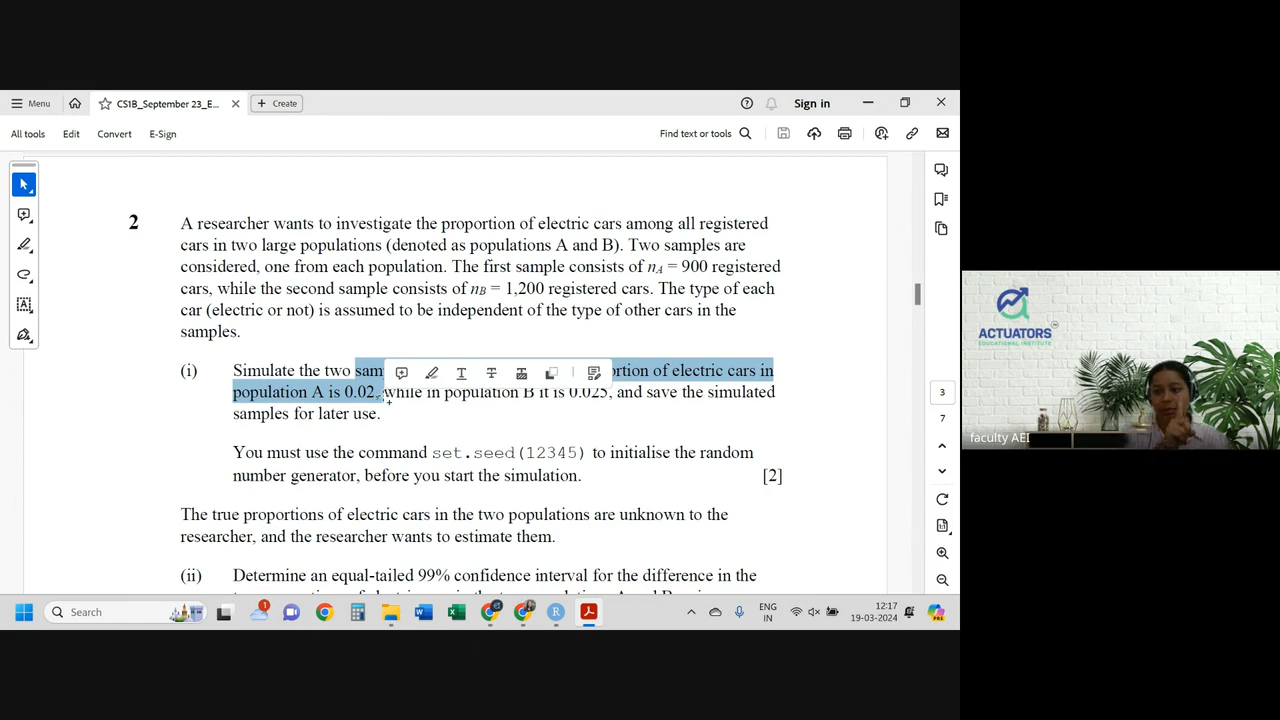 Menu
CS1B_September 23_E...
Create
Sign in
All tools
Edit
Convert
E-Sign
Find text or tools
2
A researcher wants to investigate the proportion of electric cars among all registered
cars in two large populations (denoted as populations A and B). Two samples are
considered, one from each population. The first sample consists of nA = 900 registered
cars, while the second sample consists of nB = 1,200 registered cars. The type of each
car (electric or not) is assumed to be independent of the type of other cars in the
samples.
(i) Simulate the two sam ortion of electric cars in
population A is 0.02, while in population B it is 0.025, and save the simulated
samples for later use.
You must use the command set.seed(12345) to initialise the random
number generator, before you start the simulation. [2]
The true proportions of electric cars in the two populations are unknown to the
researcher, and the researcher wants to estimate them.
(ii) Determine an equal-tailed 99% confidence interval for the difference in the
3
7
ACTUATORS
EDUCATIONAL INSTITUTE
faculty AEI
Search
1
ENG
IN
12:17
19-03-2024